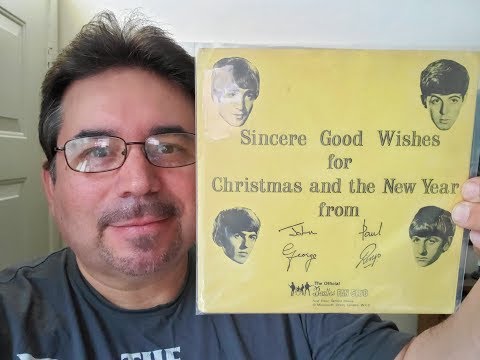 Sincere Good Wishes
for
Christmas and the New Year
from
John Paul
George Ringo
The Official
Beatles FAN CLUB
THE